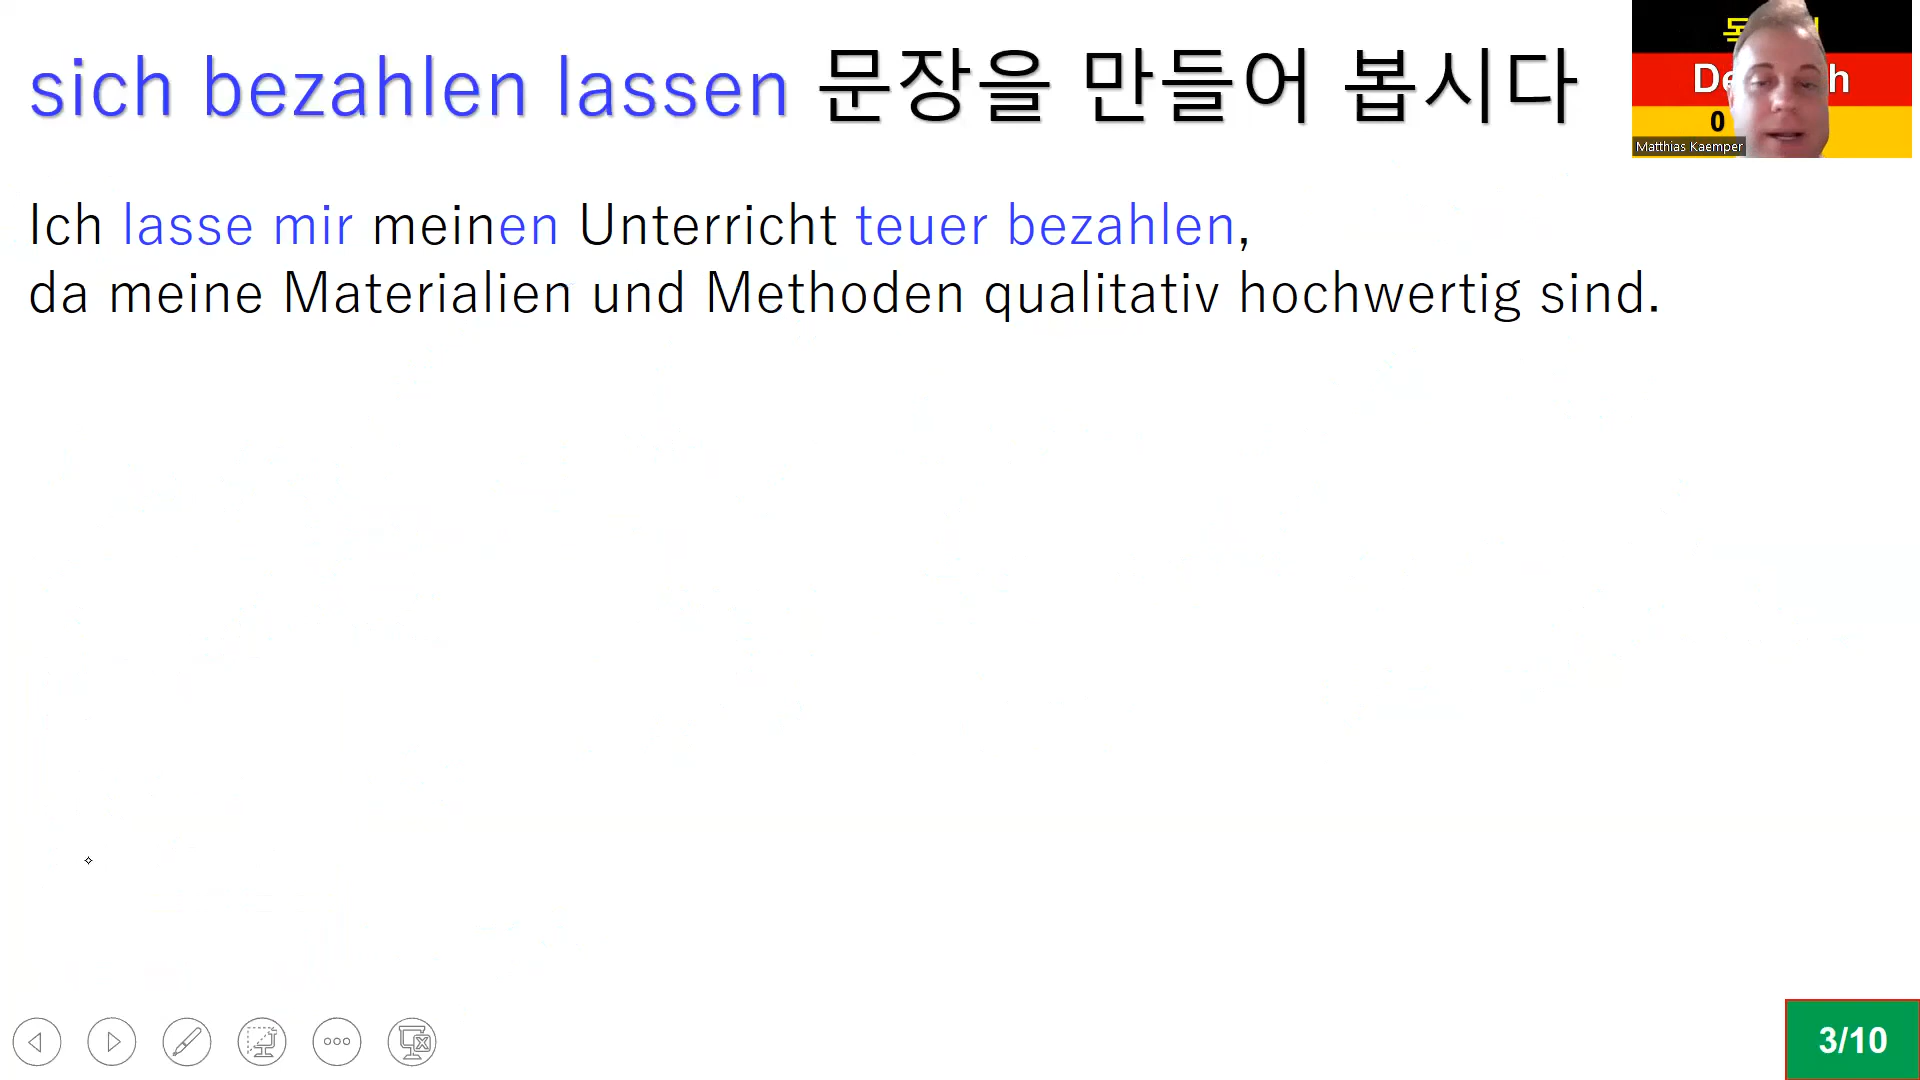 sich bezahlen lassen 문장을 만들어 봅시다
Ich lasse mir meinen Unterricht teuer bezahlen,
da meine Materialien und Methoden qualitativ hochwertig sind.
0
Matthias Kaemper
3/10